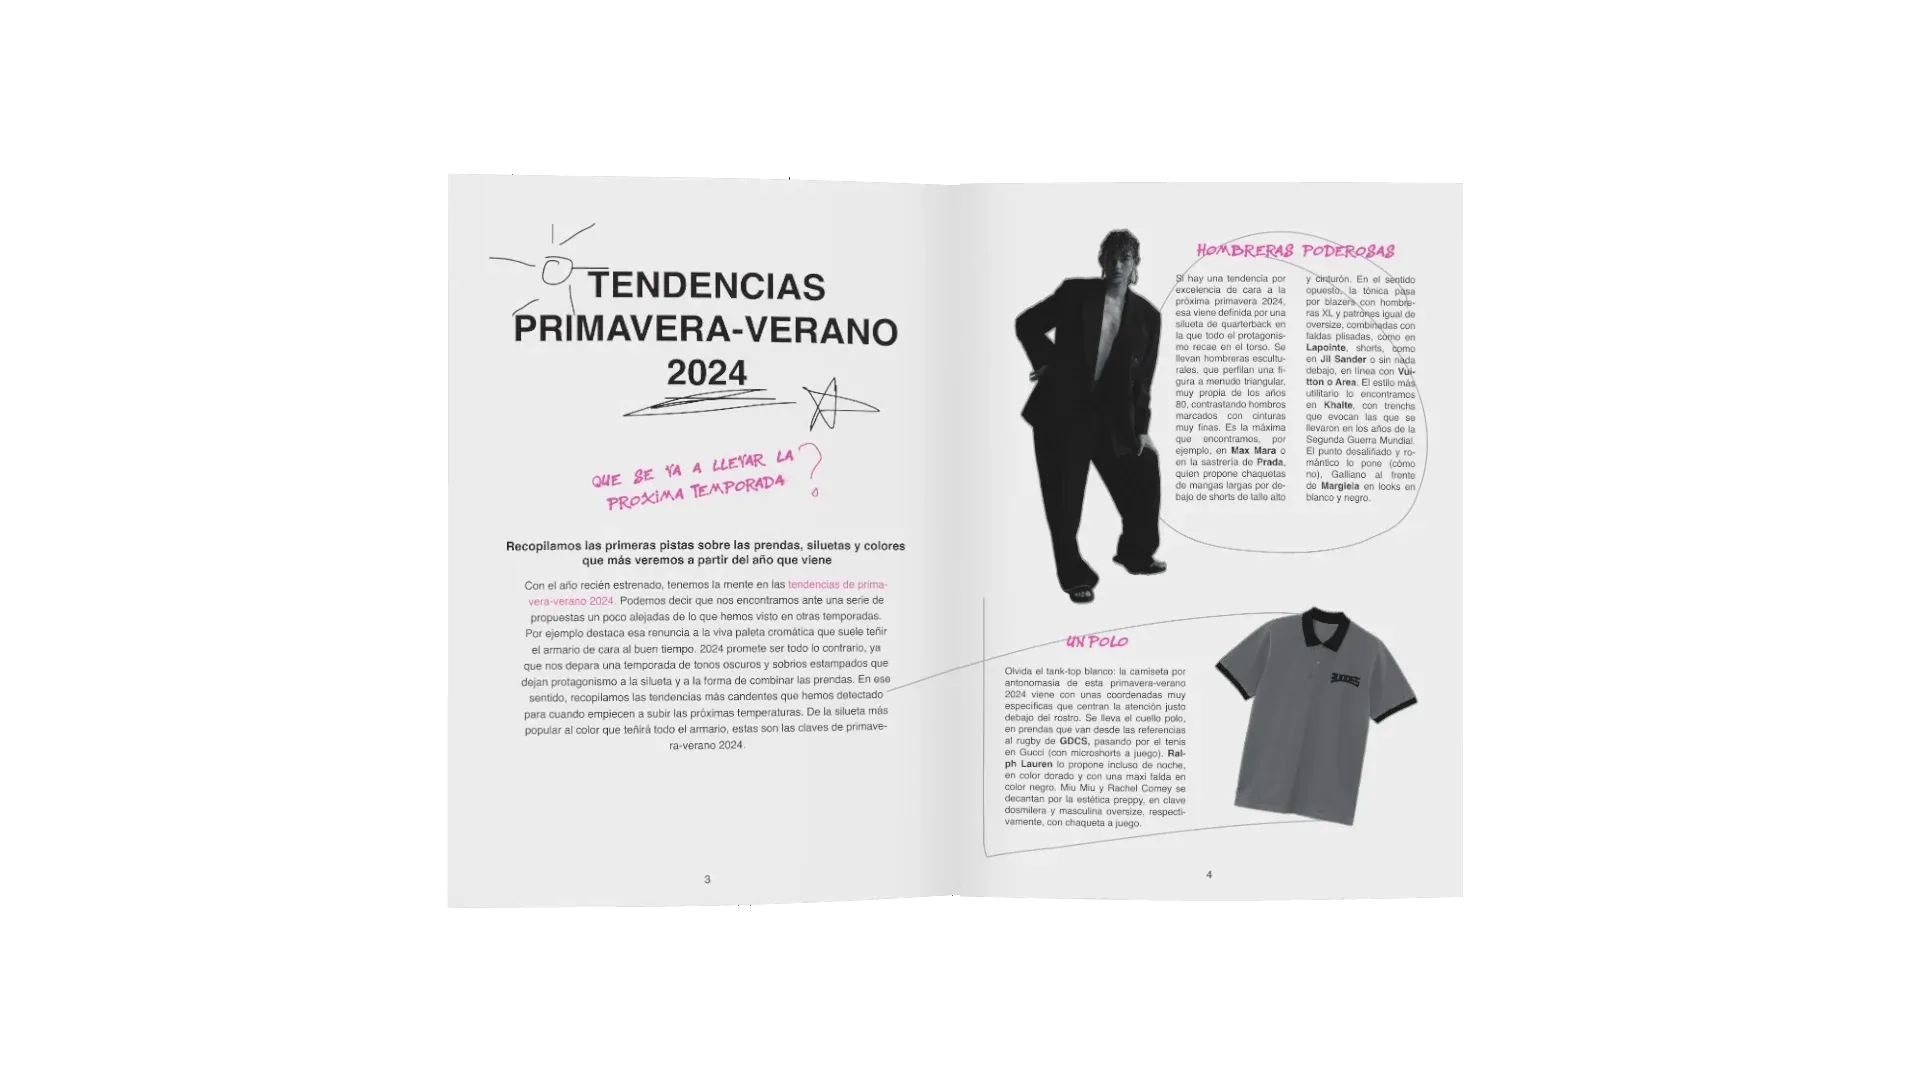 TENDENCIAS
PRIMAVERA-VERANO
2024
QUE SE VA A LLEVAR LA
PROXIMA TEMPORADA ?
Recopilamos las primeras pistas sobre las prendas, siluetas y colores
que más veremos a partir del año que viene
Con el año recién estrenado, tenemos la mente en las tendencias de prima-
vera-verano 2024. Podemos decir que nos encontramos ante una serie de
propuestas un poco alejadas de lo que hemos visto en otras temporadas.
Por ejemplo destaca esa renuncia a la viva paleta cromática que suele teñir
el armario de cara al buen tiempo. 2024 promete ser todo lo contrario, ya
que nos depara una temporada de tonos oscuros y sobrios estampados que
dejan protagonismo a la silueta y a la forma de combinar las prendas. En ese
sentido, recopilamos las tendencias más candentes que hemos detectado
para cuando empiecen a subir las próximas temperaturas. De la silueta más
popular al color que teñirá todo el armario, estas son las claves de primave-
ra-verano 2024.
3
HOMBRERAS PODEROSAS
Si hay una tendencia por
excelencia de cara a la
próxima primavera 2024,
esa viene definida por una
silueta de quarterback en
la que todo el protagonis-
mo recae en el torso. Se
llevan hombreras escultu-
rales, que perfilan una fi-
gura a menudo triangular,
muy propia de los años
80, contrastando hombros
marcados con cinturas
muy finas. Es la máxima
que encontramos, por
ejemplo, en Max Mara o
en la sastrería de Prada,
quien propone chaquetas
de mangas largas por de-
bajo de shorts de talle alto
y cinturón. En el sentido
opuesto, la tónica pasa
por blazers con hombre-
ras XL y patrones igual de
oversize, combinadas con
faldas plisadas, como en
Lapointe, shorts, como
en Jil Sander o sin nada
debajo, en línea con Vui-
tton o Area. El estilo más
utilitario lo encontramos
en Khaite, con trenchs
que evocan las que se
llevaron en los años de la
Segunda Guerra Mundial.
El punto desaliñado y ro-
mántico lo pone (cómo
no), Galliano al frente
de Margiela en looks en
blanco y negro.
UN POLO
Olvida el tank-top blanco: la camiseta por
antonomasia de esta primavera-verano
2024 viene con unas coordenadas muy
específicas que centran la atención justo
debajo del rostro. Se lleva el cuello polo,
en prendas que van desde las referencias
al rugby de GDCS, pasando por el tenis
en Gucci (con microshorts a juego). Ral-
ph Lauren lo propone incluso de noche,
en color dorado y con una maxi falda en
color negro. Miu Miu y Rachel Comey se
decantan por la estética preppy, en clave
dosmilera y masculina oversize, respecti-
vamente, con chaqueta a juego.
4